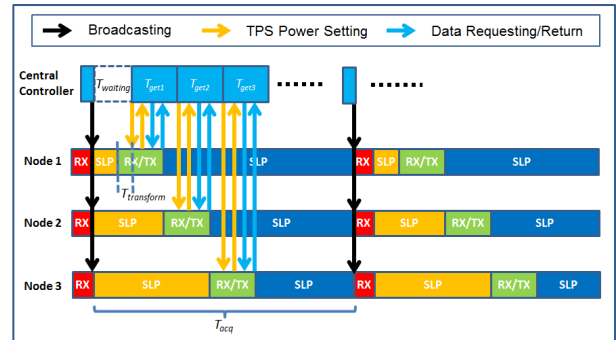 Broadcasting TPS Power Setting Data Requesting/Return
Central
Controller
Twaiting Tget1 Tget2 Tget3 ...... ......
Node 1 RX SLP RX/TX SLP RX SLP RX/TX SLP
Ttransform
Node 2 RX SLP RX/TX SLP RX SLP RX/TX SLP
Node 3 RX SLP RX/TX SLP RX SLP RX/TX SLP
Tacq